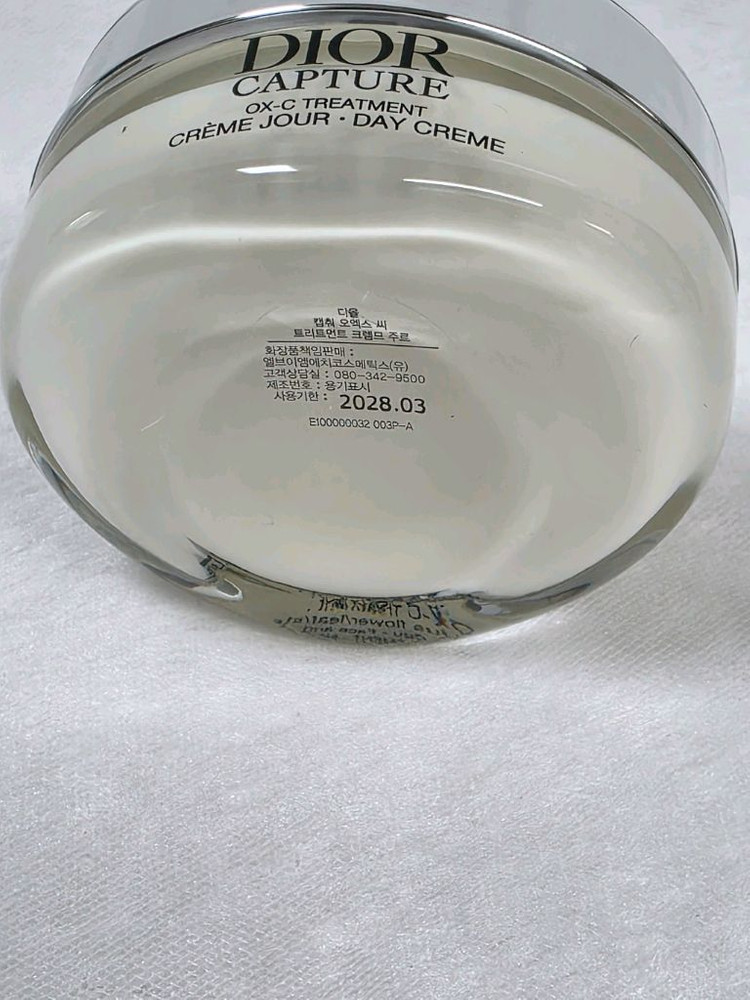 DIOR
CAPTURE
OX-C TREATMENT
CRÈME JOUR · DAY CREME
디올
캡춰 오엑스 씨
트리트먼트 크렘므 주르
화장품책임판매 :
엘브이엠에이치코스메틱스(유)
고객상담실 : 080-342-9500
제조번호 : 용기표시
사용기한 : 2028.03
E100000032 003P-A